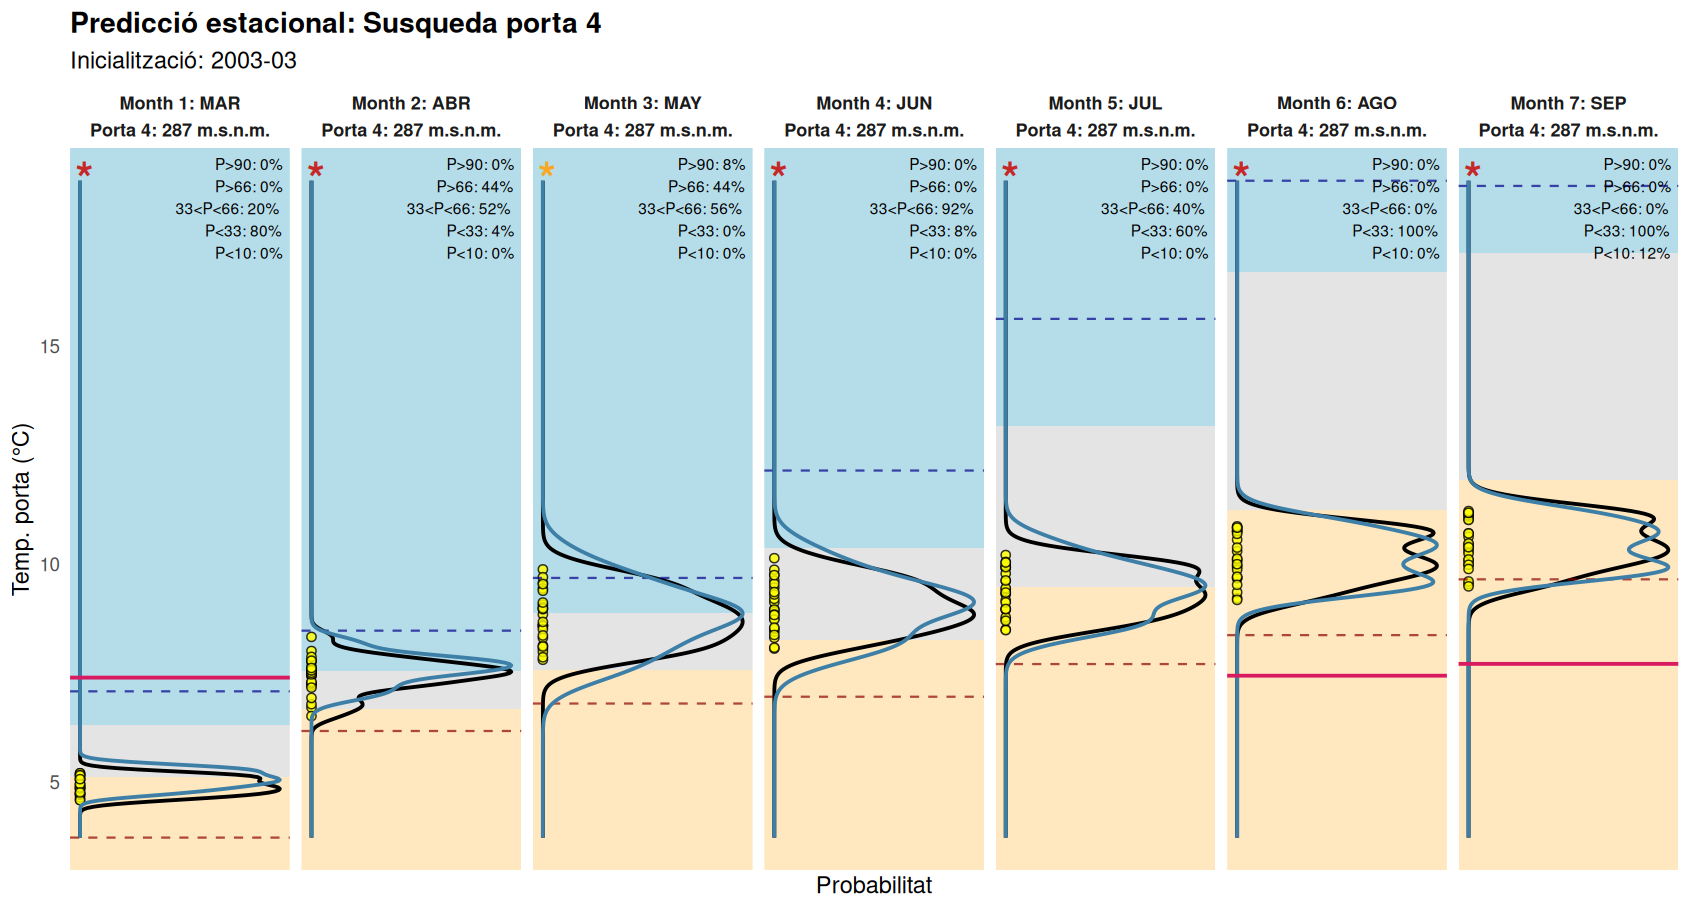 Predicció estacional: Susqueda porta 4
Inicialització: 2003-03
Month 1: MAR
Porta 4: 287 m.s.n.m.
Month 2: ABR
Porta 4: 287 m.s.n.m.
Month 3: MAY
Porta 4: 287 m.s.n.m.
Month 4: JUN
Porta 4: 287 m.s.n.m.
Month 5: JUL
Porta 4: 287 m.s.n.m.
Month 6: AGO
Porta 4: 287 m.s.n.m.
Month 7: SEP
Porta 4: 287 m.s.n.m.
*
P>90: 0%
P>66: 0%
33<P<66: 20%
P<33: 80%
P<10: 0%
*
P>90: 0%
P>66: 44%
33<P<66: 52%
P<33: 4%
P<10: 0%
*
P>90: 8%
P>66: 44%
33<P<66: 56%
P<33: 0%
P<10: 0%
*
P>90: 0%
P>66: 0%
33<P<66: 92%
P<33: 8%
P<10: 0%
*
P>90: 0%
P>66: 0%
33<P<66: 40%
P<33: 60%
P<10: 0%
*
P>90: 0%
P>66: 0%
33<P<66: 0%
P<33: 100%
P<10: 0%
*
P>90: 0%
P>66: 0%
33<P<66: 0%
P<33: 100%
P<10: 12%
15
10
5
Temp. porta (°C)
Probabilitat